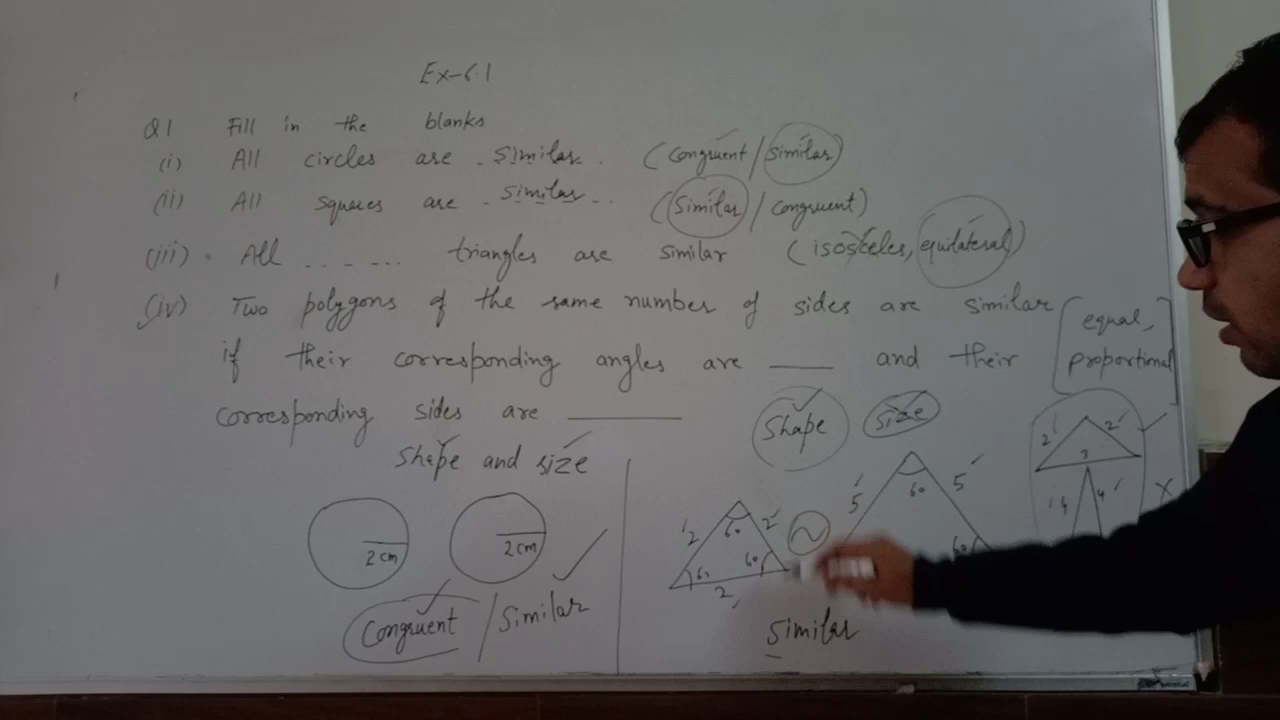 Ex-6.1
Q1 Fill in the blanks
(i) All circles are . Similar. . (Congruent / Similar)
(ii) All squares are . Similar . . (Similar / Congruent)
(iii) . All . . . . . . triangles are similar (isosceles, equilateral)
(iv) Two polygons of the same number of sides are similar [equal,
if their corresponding angles are ____ and their proportional]
corresponding sides are ________
Shape Size
Shape and size
2 2
3
5 5
60
2 2
60
4 4
2cm 2cm
60 60
60
2
Congruent / Similar
Similar